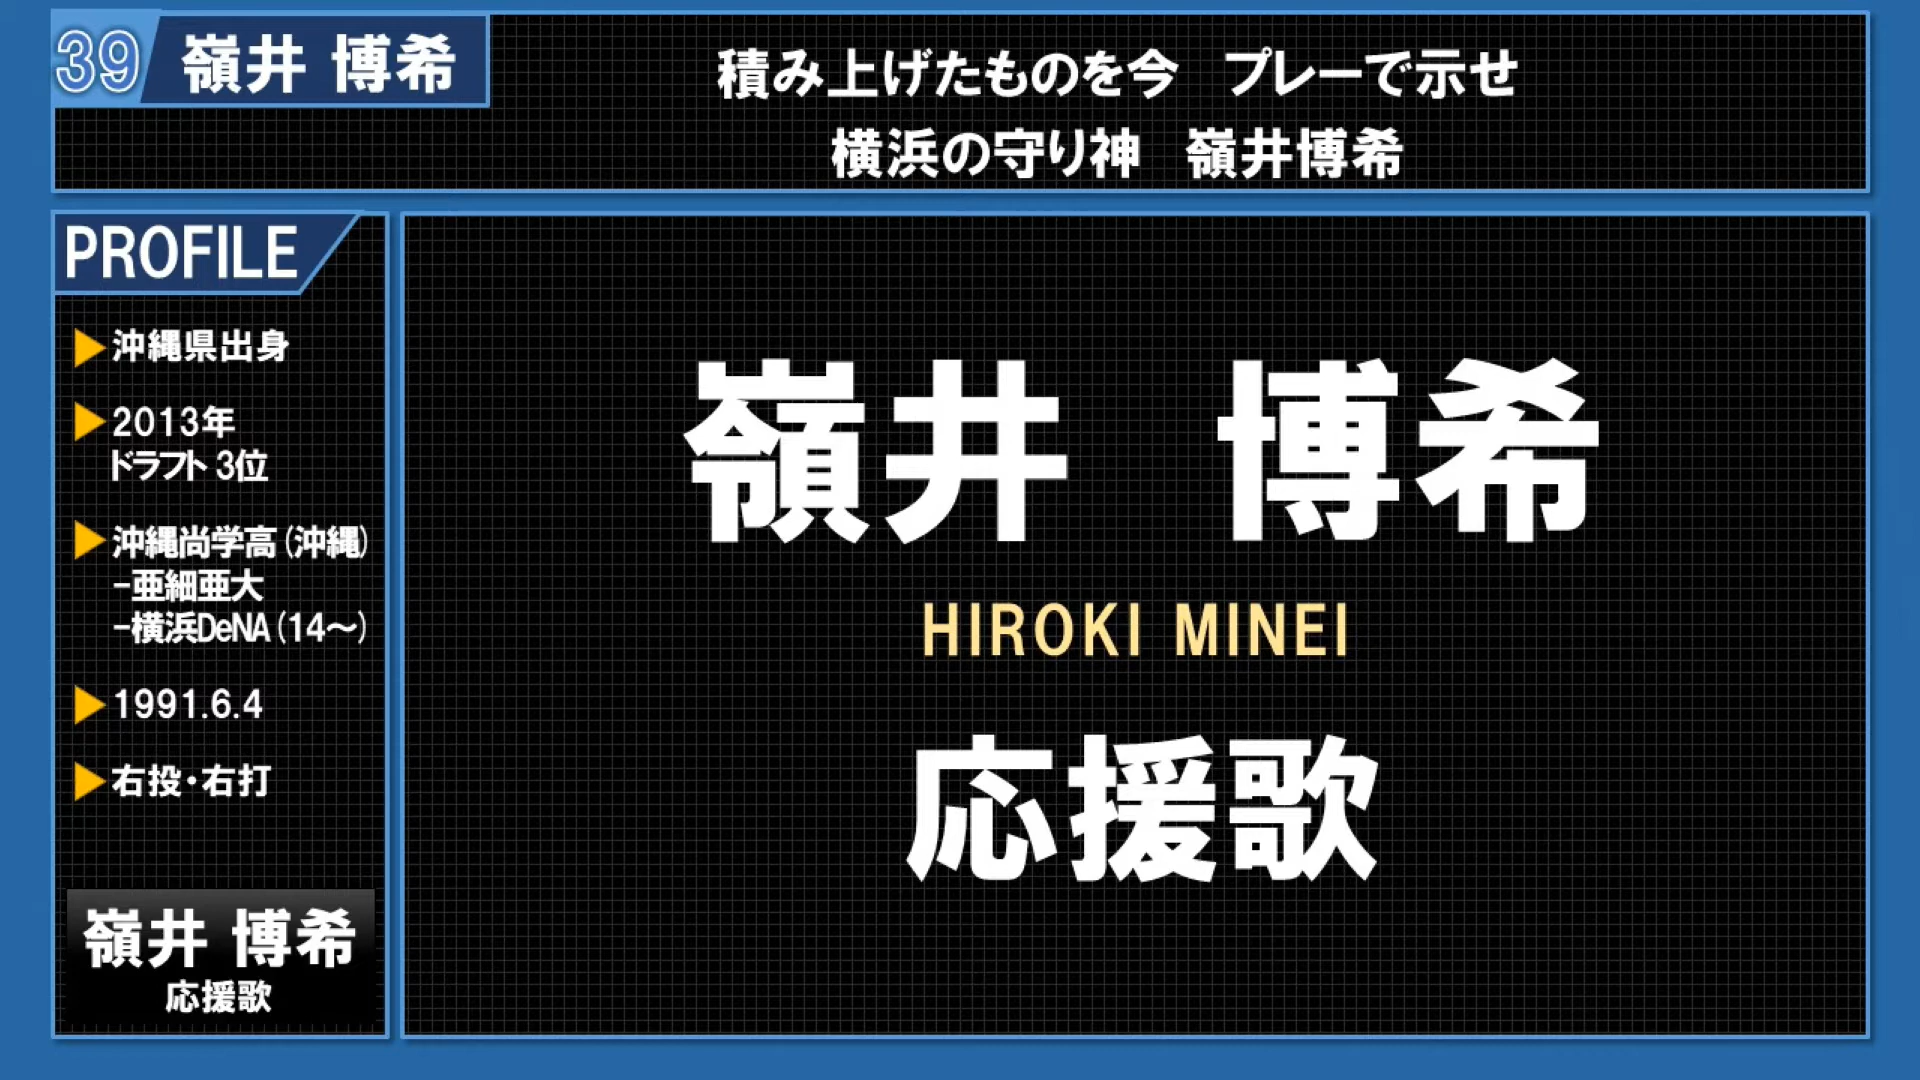 39 嶺井 博希
積み上げたものを今 プレーで示せ
横浜の守り神 嶺井博希
PROFILE
▶沖縄県出身
▶2013年
ドラフト 3位
▶沖縄尚学高(沖縄)
-亜細亜大
-横浜DeNA(14〜)
▶1991.6.4
▶右投・右打
嶺井 博希
応援歌
嶺井 博希
HIROKI MINEI
応援歌